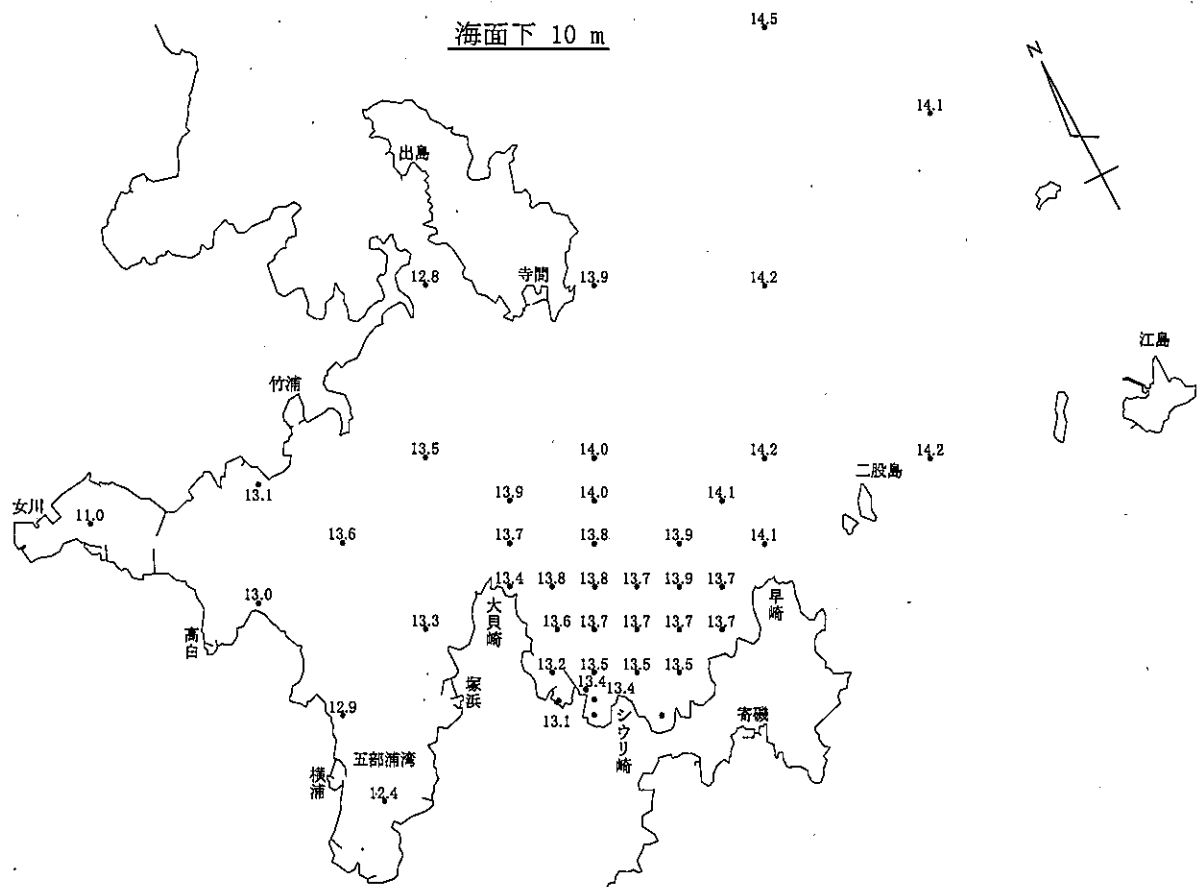 海面下 10 m
14.5
N
14.1
出島
12.8
寺間
13.9
14.2
江島
竹浦
13.5
14.0
14.2
14.2
二股島
13.1
13.9
14.0
14.1
女川
11.0
13.6
13.7
13.8
13.9
14.1
13.4
13.8
13.8
13.7
13.9
13.7
13.0
大貝崎
早崎
高白
13.3
13.6
13.7
13.7
13.7
13.7
13.2
13.5
13.5
13.5
塚浜
13.4
13.4
13.1
シウリ崎
12.9
寄磯
五部浦湾
横浦
12.4